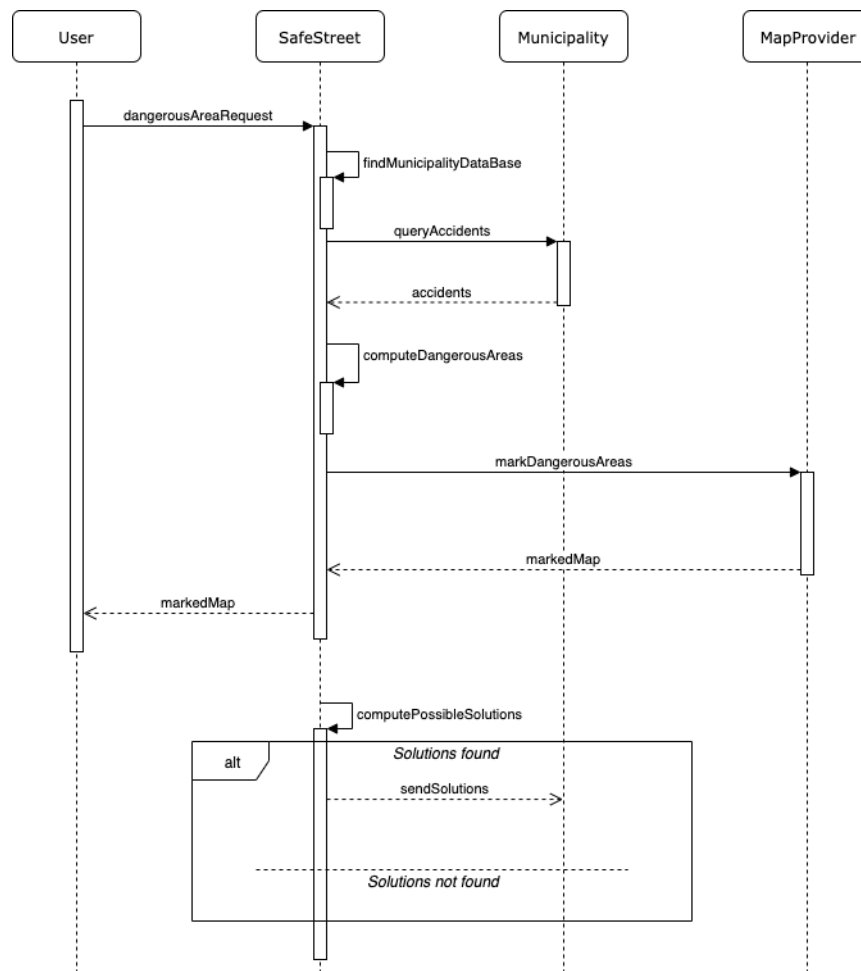 User
SafeStreet
Municipality
MapProvider
dangerousAreaRequest
findMunicipalityDataBase
queryAccidents
accidents
computeDangerousAreas
markDangerousAreas
markedMap
markedMap
computePossibleSolutions
alt
Solutions found
sendSolutions
Solutions not found